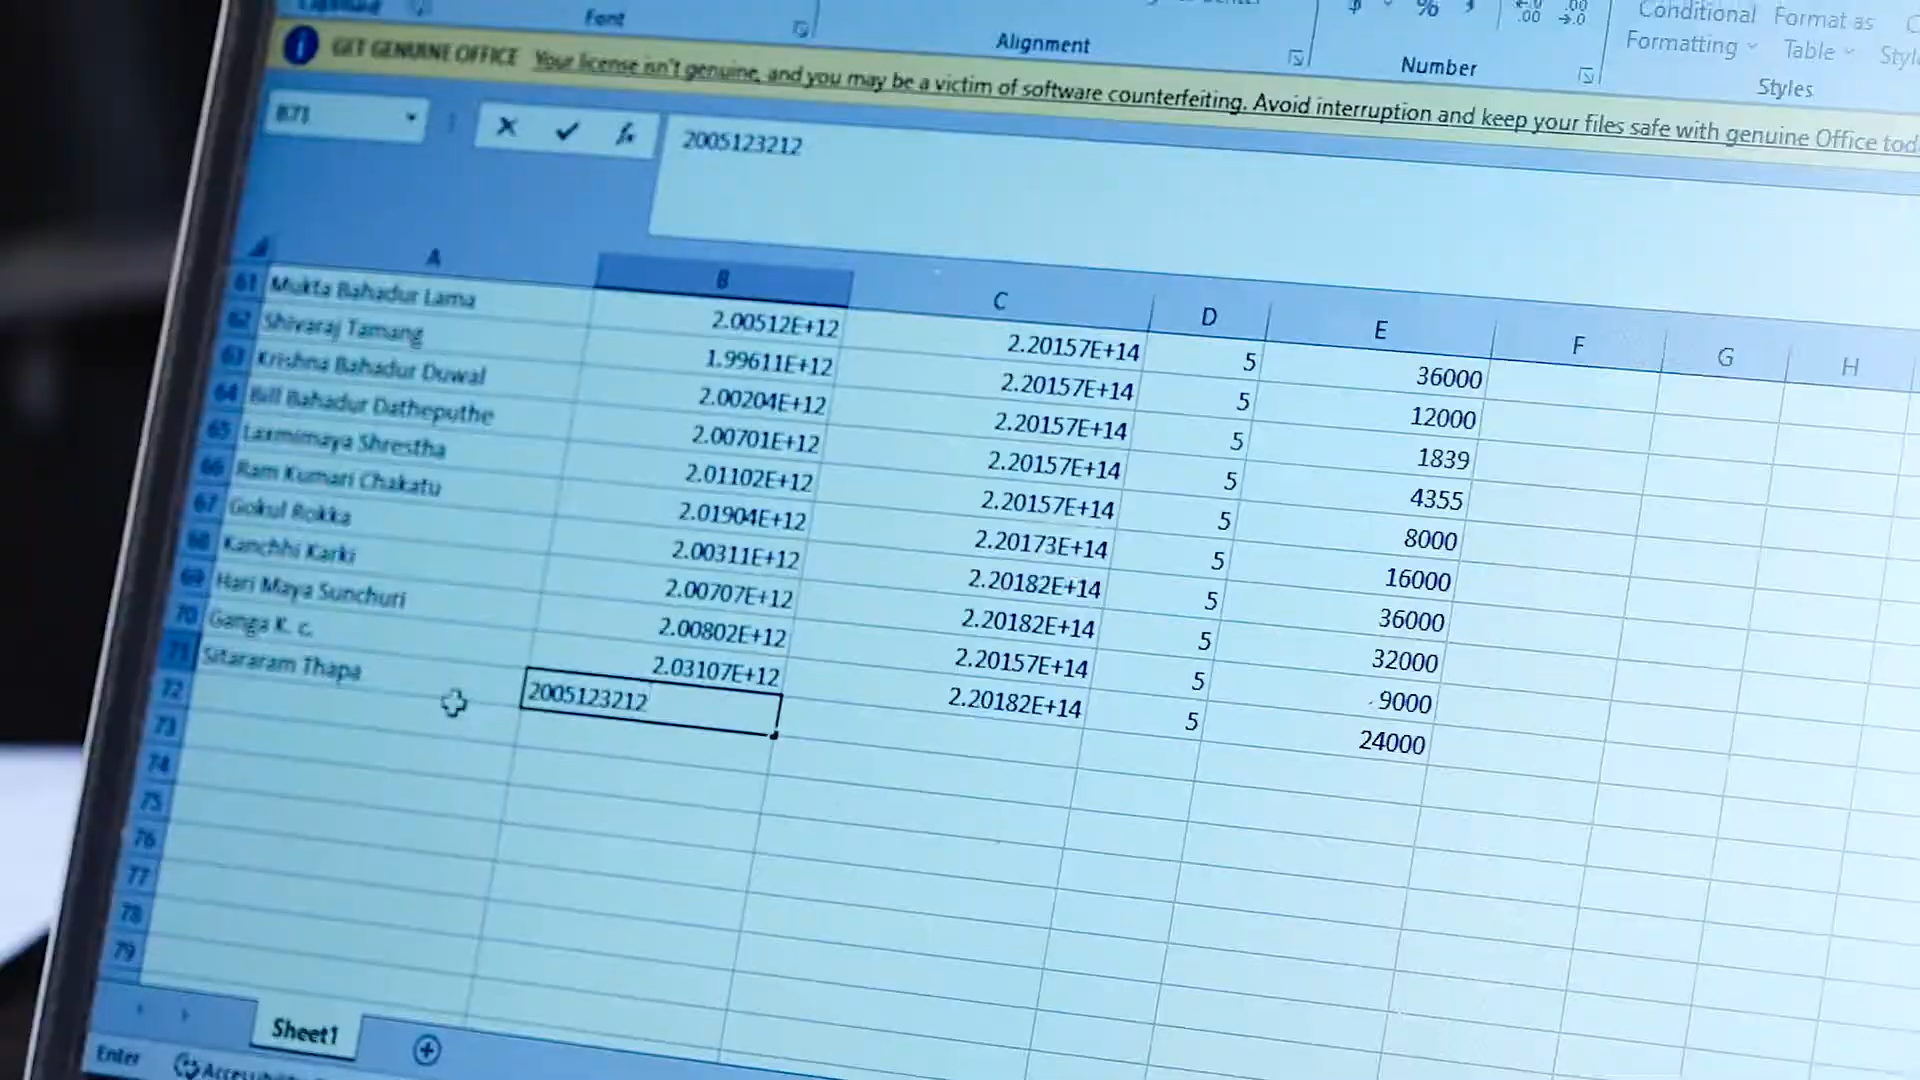 Font
Alignment
Number
Conditional Formatting
Format as Table
Styles
GET GENUINE OFFICE Your license isn't genuine, and you may be a victim of software counterfeiting. Avoid interruption and keep your files safe with genuine Office
B71 fx 2005123212
A B C D E F G H
61 Mukta Bahadur Lama 2.00512E+12 2.20157E+14 5 36000
62 Shivaraj Tamang 1.99611E+12 2.20157E+14 5 12000
63 Krishna Bahadur Duwal 2.00204E+12 2.20157E+14 5 1839
64 Bill Bahadur Datheputhe 2.00701E+12 2.20157E+14 5 4355
65 Laxmimaya Shrestha 2.01102E+12 2.20157E+14 5 8000
66 Ram Kumari Chakatu 2.01904E+12 2.20173E+14 5 16000
67 Gokul Rokka 2.00311E+12 2.20182E+14 5 36000
68 Kanchhi Karki 2.00707E+12 2.20182E+14 5 32000
69 Hari Maya Sunchuri 2.00802E+12 2.20157E+14 5 9000
70 Ganga K. c. 2.03107E+12 2.20182E+14 5 24000
71 Sitararam Thapa 2005123212
72
73
74
75
76
77
78
79
Sheet1
Enter